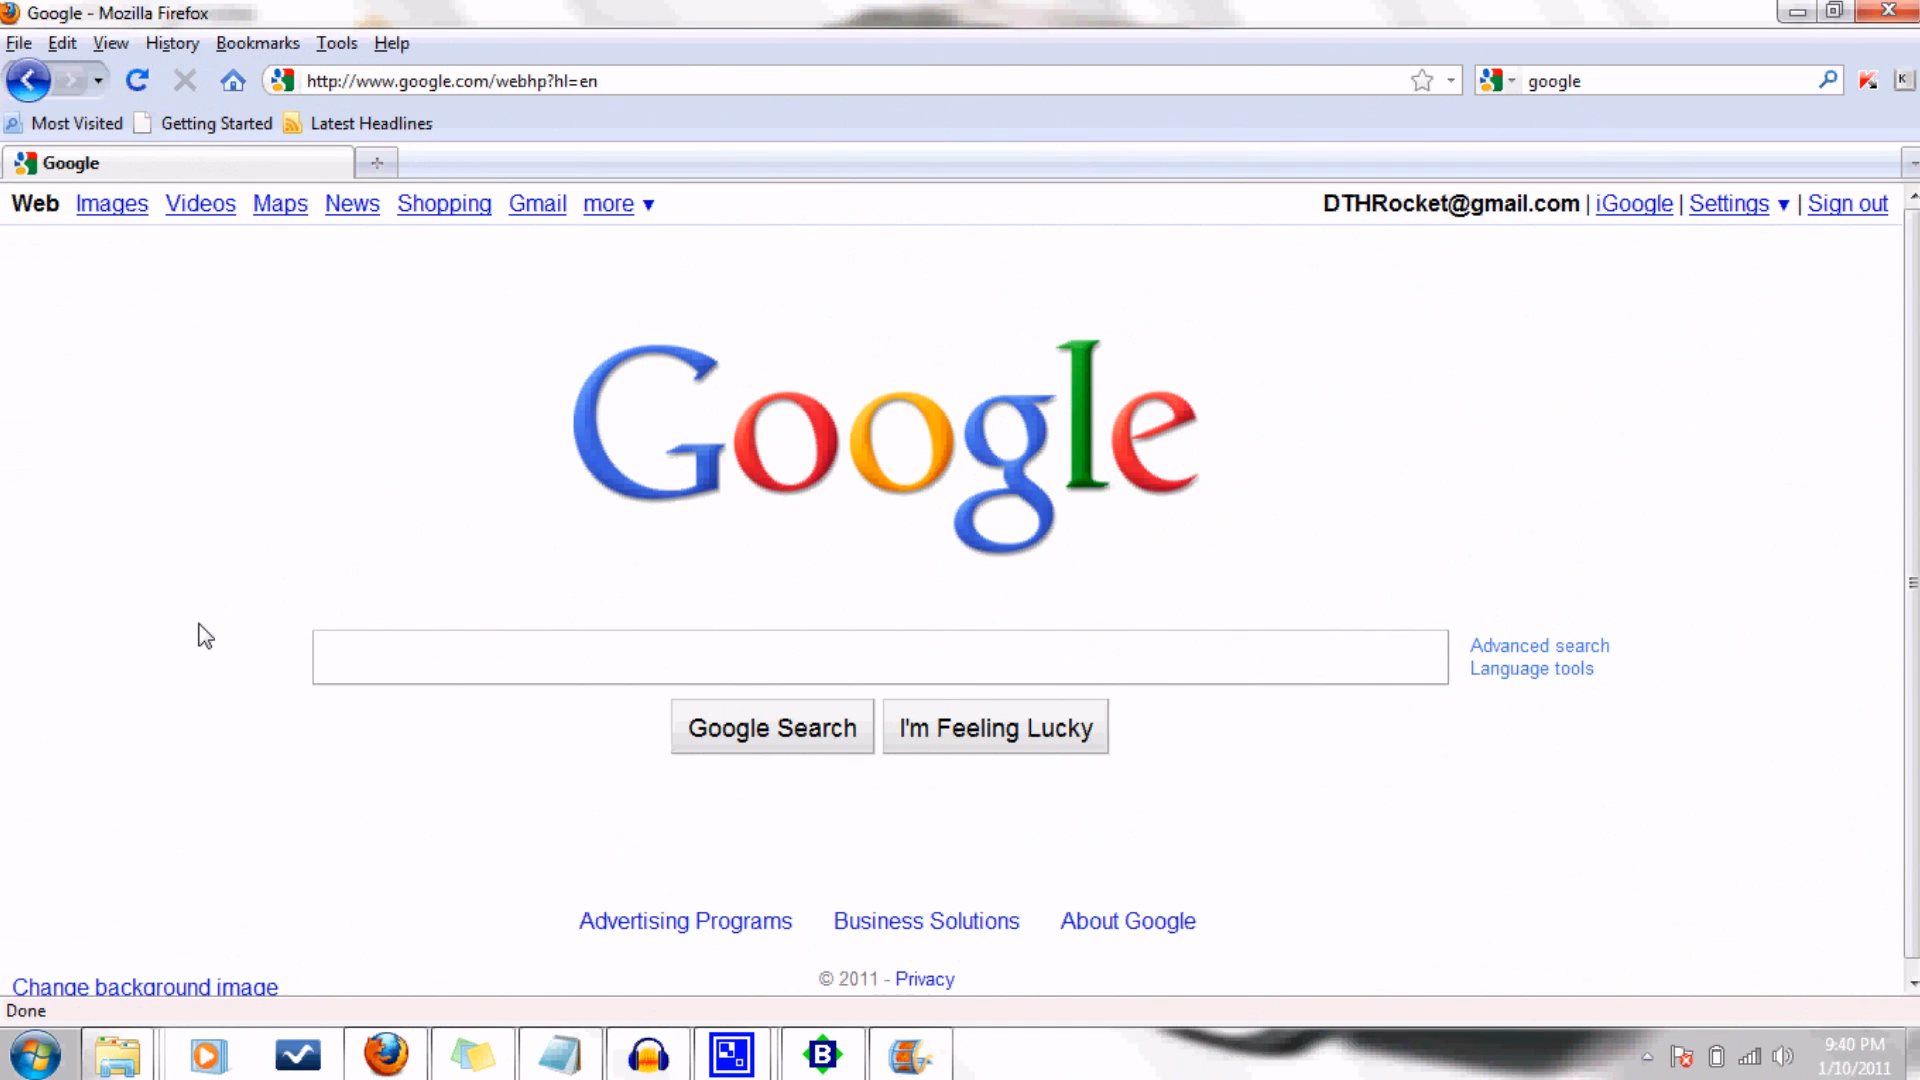 Google - Mozilla Firefox
File Edit View History Bookmarks Tools Help
http://www.google.com/webhp?hl=en
google
K
Most Visited Getting Started Latest Headlines
Google
Web Images Videos Maps News Shopping Gmail more ▼
DTHRocket@gmail.com | iGoogle | Settings ▼ | Sign out
Google
Advanced search
Language tools
Google Search I'm Feeling Lucky
Advertising Programs Business Solutions About Google
© 2011 - Privacy
Change background image
Done
B
9:40 PM
1/10/2011